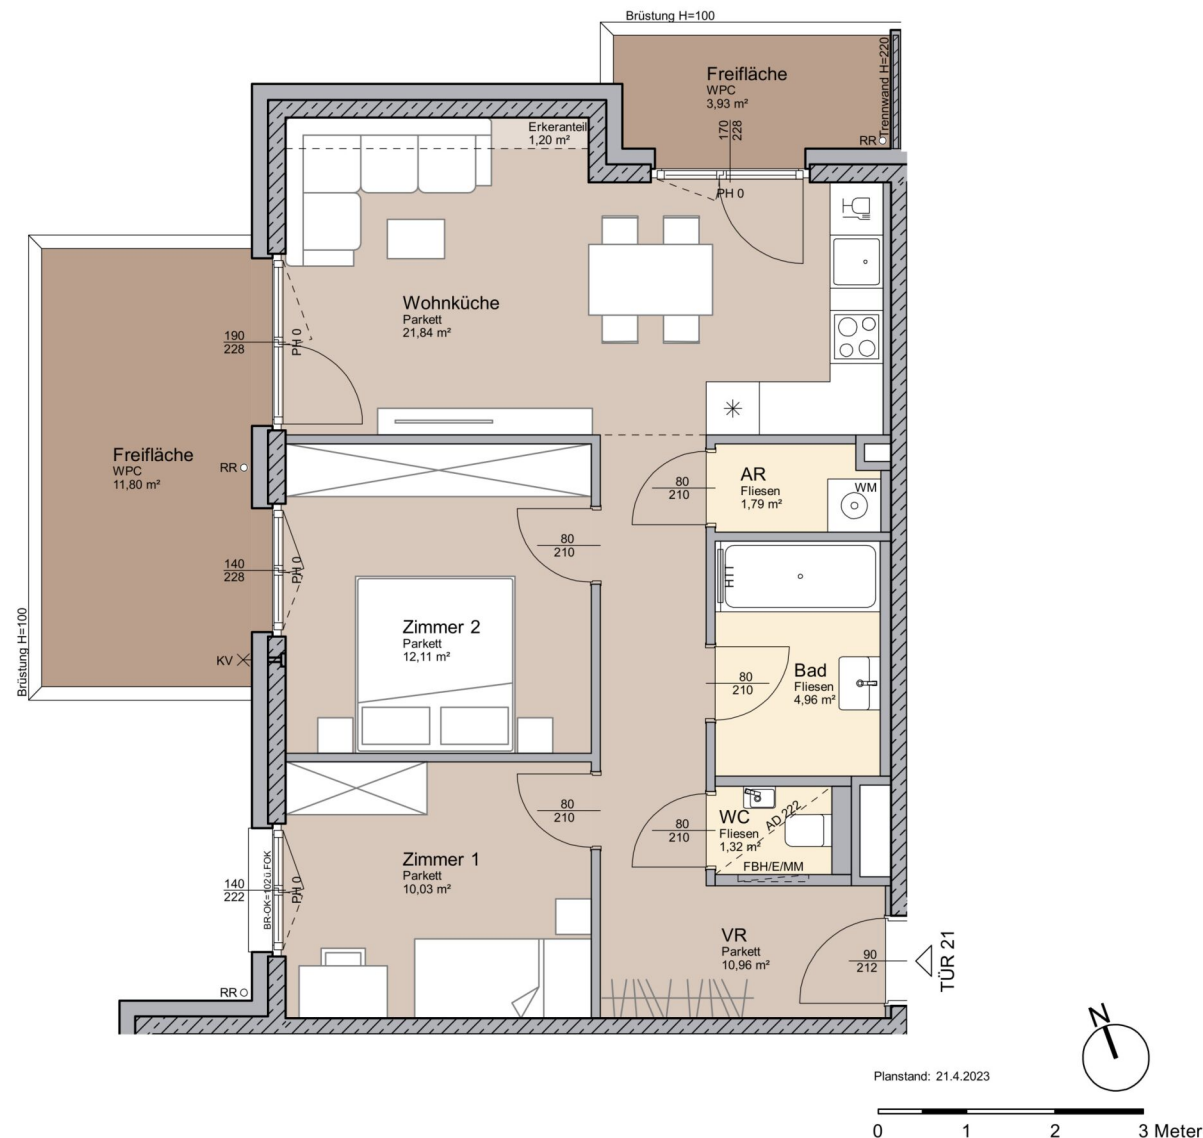 Brüstung H=100
Freifläche
WPC
3,93 m²
Trennwand H=220
RR
170
228
PH 0
Erkeranteil
1,20 m²
Wohnküche
Parkett
21,84 m²
190
228
PH 0
Freifläche
WPC
11,80 m²
RR
Brüstung H=100
140
228
PH 0
KV
80
210
AR
Fliesen
1,79 m²
WM
80
210
HTT
Zimmer 2
Parkett
12,11 m²
Bad
Fliesen
4,96 m²
80
210
80
210
80
210
WC
Fliesen
1,32 m²
AD 222
FBH/E/MM
Zimmer 1
Parkett
10,03 m²
140
222
BR-OK=102ü.FOK
PH 0
RR
VR
Parkett
10,96 m²
90
212
TÜR 21
N
Planstand: 21.4.2023
0 1 2 3 Meter